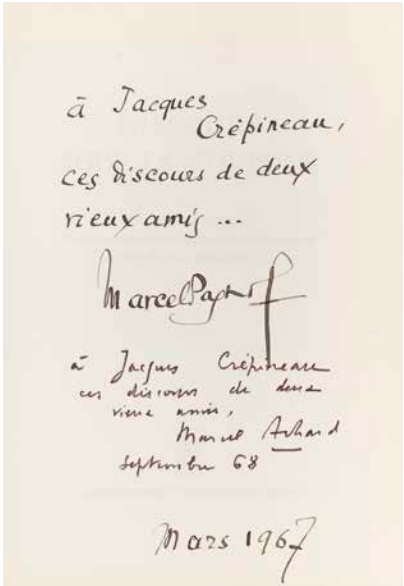 à Jacques
Crépineau,
ces discours de deux
vieux amis ...
Marcel Pagnol
à Jacques Crépineau
ces discours de deux
vieux amis,
Marcel Achard
septembre 68
Mars 1967